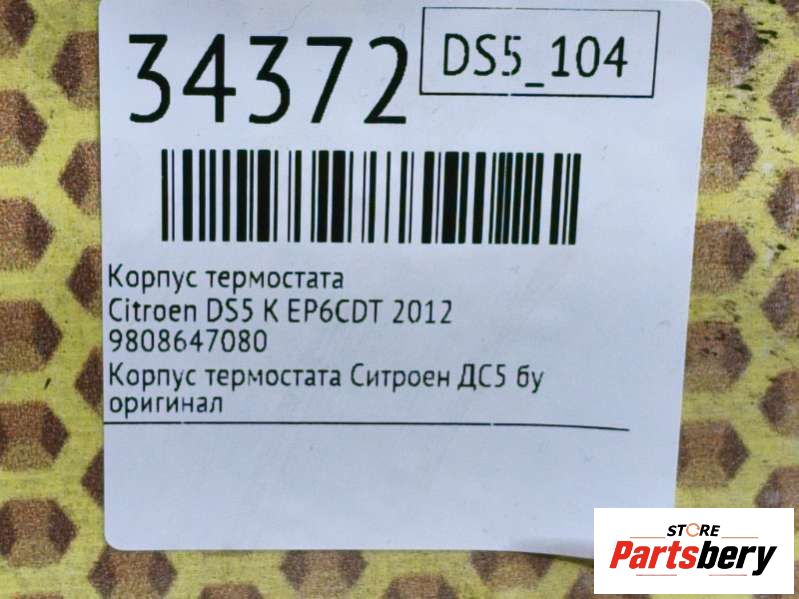 34372
DS5_104
Корпус термостата
Citroen DS5 K EP6CDT 2012
9808647080
Корпус термостата Ситроен ДС5 бу
оригинал
STORE
Partsbery